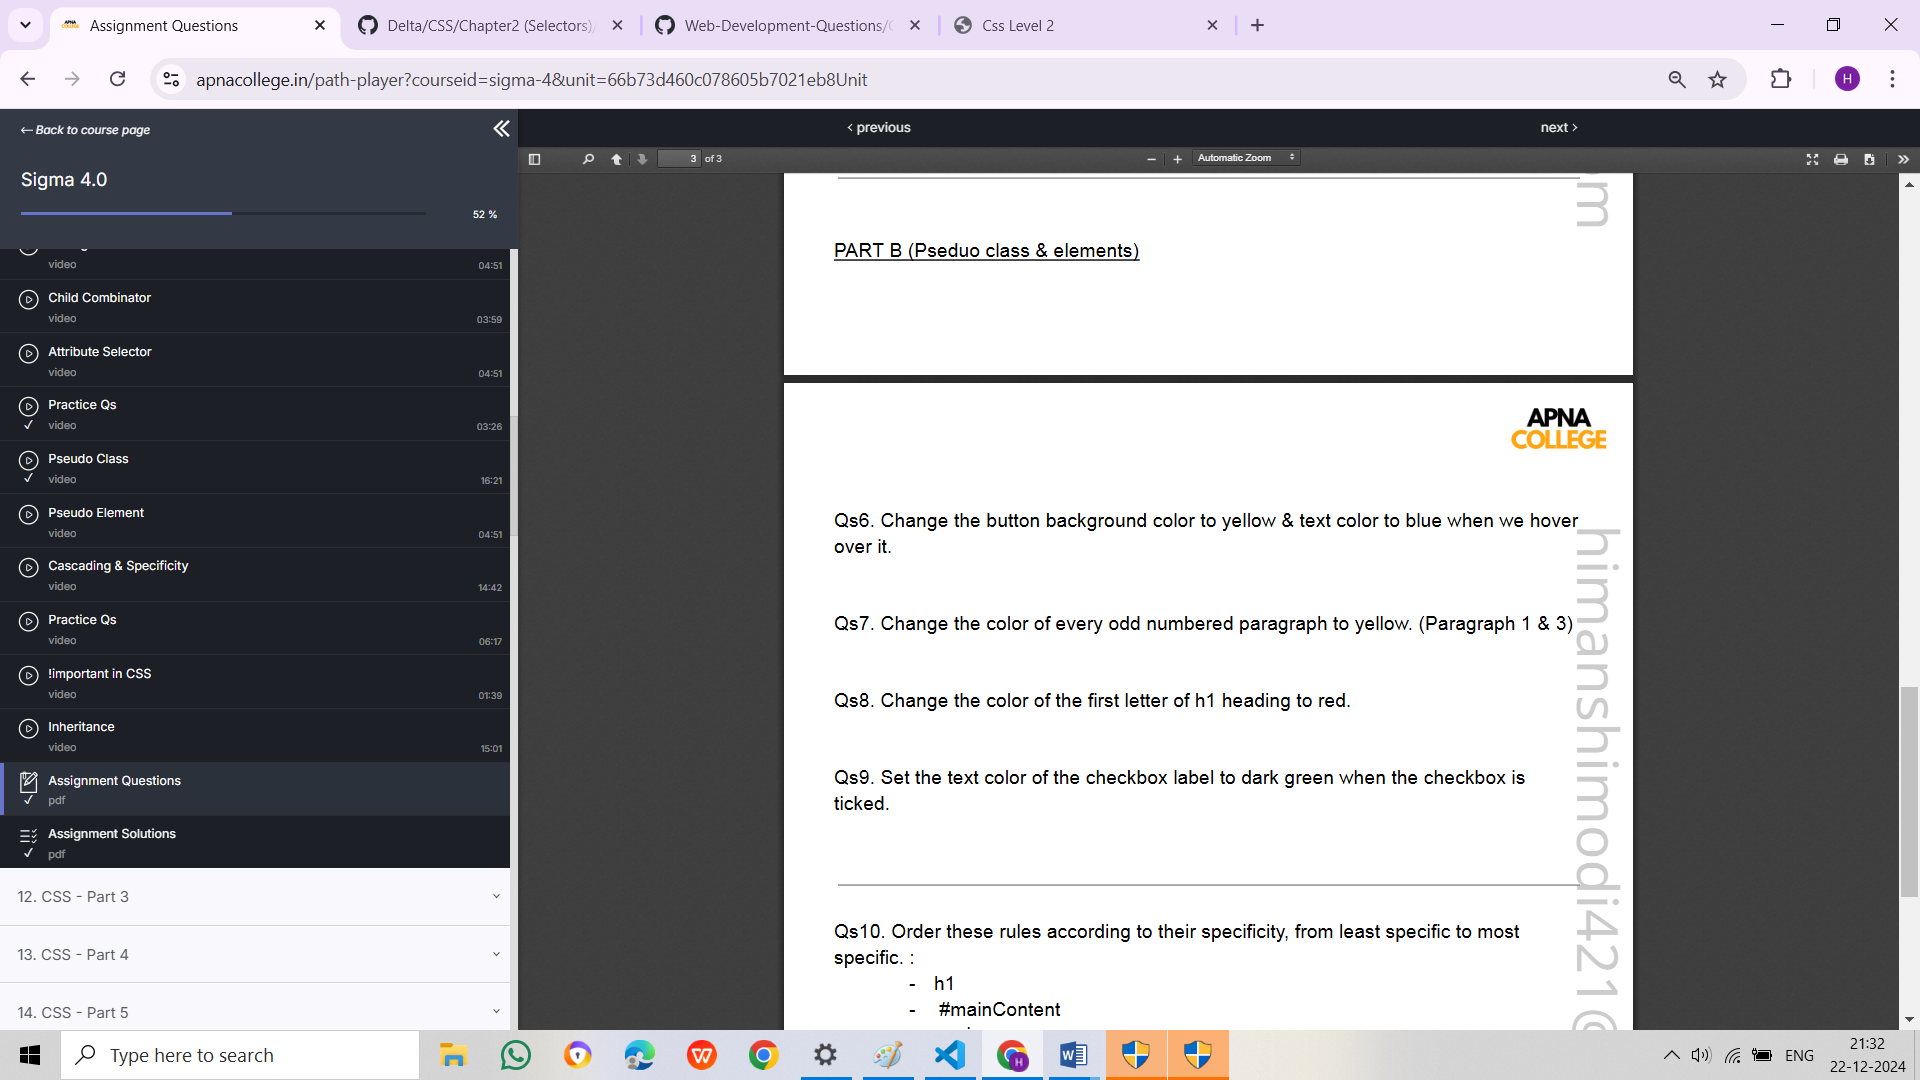 Assignment Questions
Delta/CSS/Chapter2 (Selectors)/
Web-Development-Questions/C
Css Level 2
apnacollege.in/path-player?courseid=sigma-4&unit=66b73d460c078605b7021eb8Unit
H
Back to course page
Sigma 4.0
52 %
video
04:51
Child Combinator
video
03:59
Attribute Selector
video
04:51
Practice Qs
video
03:26
Pseudo Class
video
16:21
Pseudo Element
video
04:51
Cascading & Specificity
video
14:42
Practice Qs
video
06:17
!important in CSS
video
01:39
Inheritance
video
15:01
Assignment Questions
pdf
Assignment Solutions
pdf
12. CSS - Part 3
13. CSS - Part 4
14. CSS - Part 5
< previous
next >
3 of 3
Automatic Zoom
PART B (Pseduo class & elements)
APNA
COLLEGE
Qs6. Change the button background color to yellow & text color to blue when we hover
over it.
Qs7. Change the color of every odd numbered paragraph to yellow. (Paragraph 1 & 3)
Qs8. Change the color of the first letter of h1 heading to red.
Qs9. Set the text color of the checkbox label to dark green when the checkbox is
ticked.
Qs10. Order these rules according to their specificity, from least specific to most
specific. :
- h1
- #mainContent
m
himanshimodi421@
Type here to search
ENG
21:32
22-12-2024